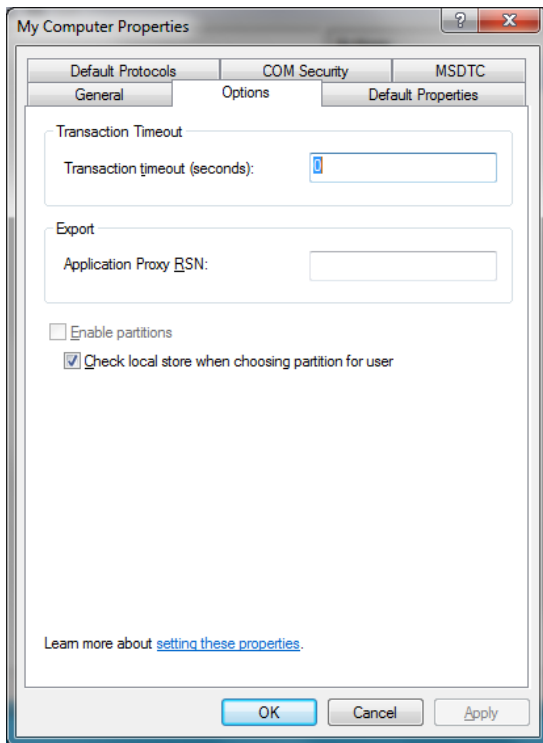 My Computer Properties
?
X
Default Protocols COM Security MSDTC
General Options Default Properties
Transaction Timeout
Transaction timeout (seconds): 0
Export
Application Proxy RSN:
Enable partitions
Check local store when choosing partition for user
Learn more about setting these properties.
OK Cancel Apply